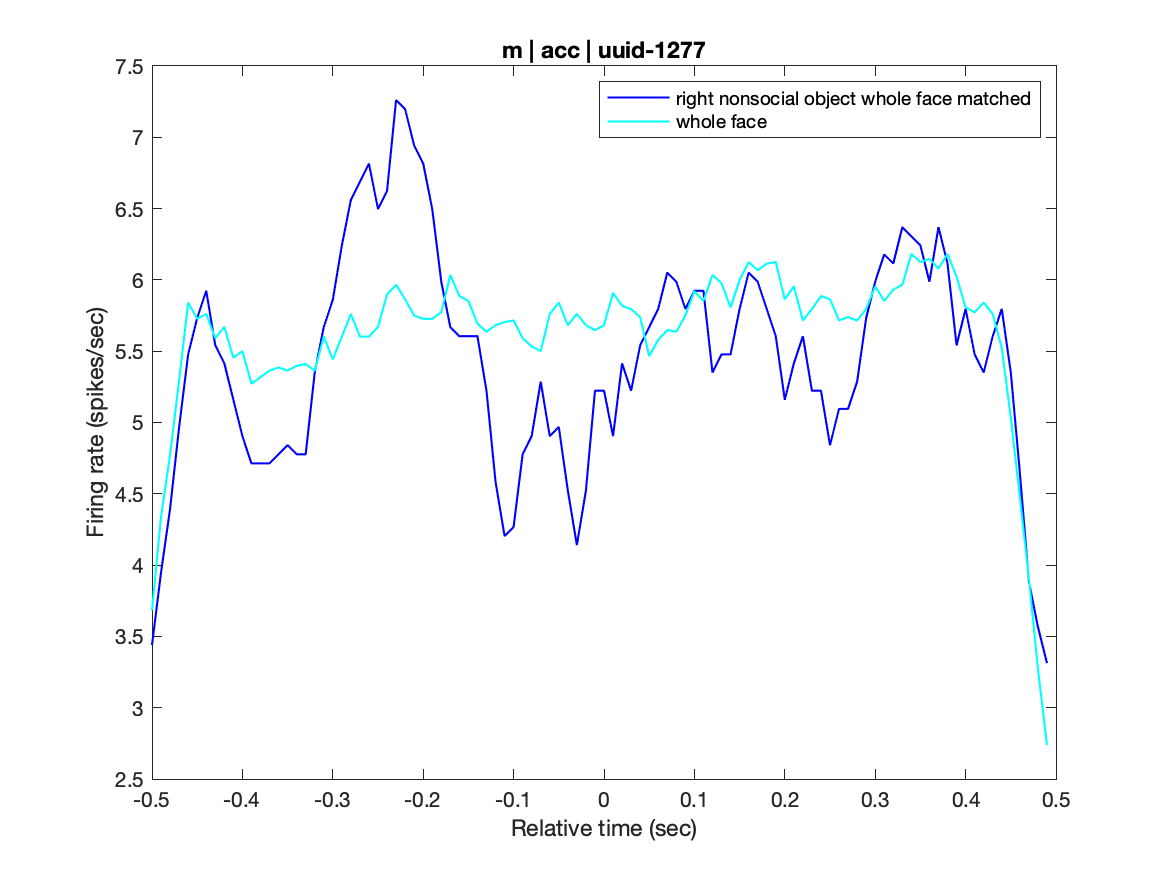 m | acc | uuid-1277
right nonsocial object whole face matched
whole face
Firing rate (spikes/sec)
7.5
7
6.5
6
5.5
5
4.5
4
3.5
3
2.5
-0.5 -0.4 -0.3 -0.2 -0.1 0 0.1 0.2 0.3 0.4 0.5
Relative time (sec)